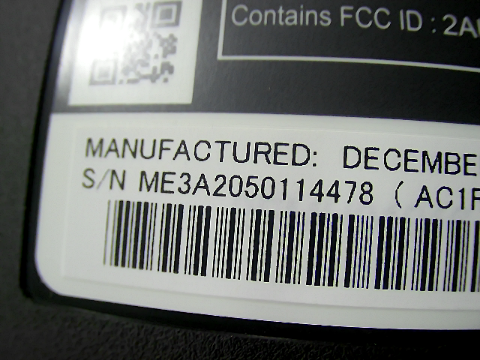 Contains FCC ID : 2A
MANUFACTURED: DECEMBE
S/N ME3A2050114478 ( AC1